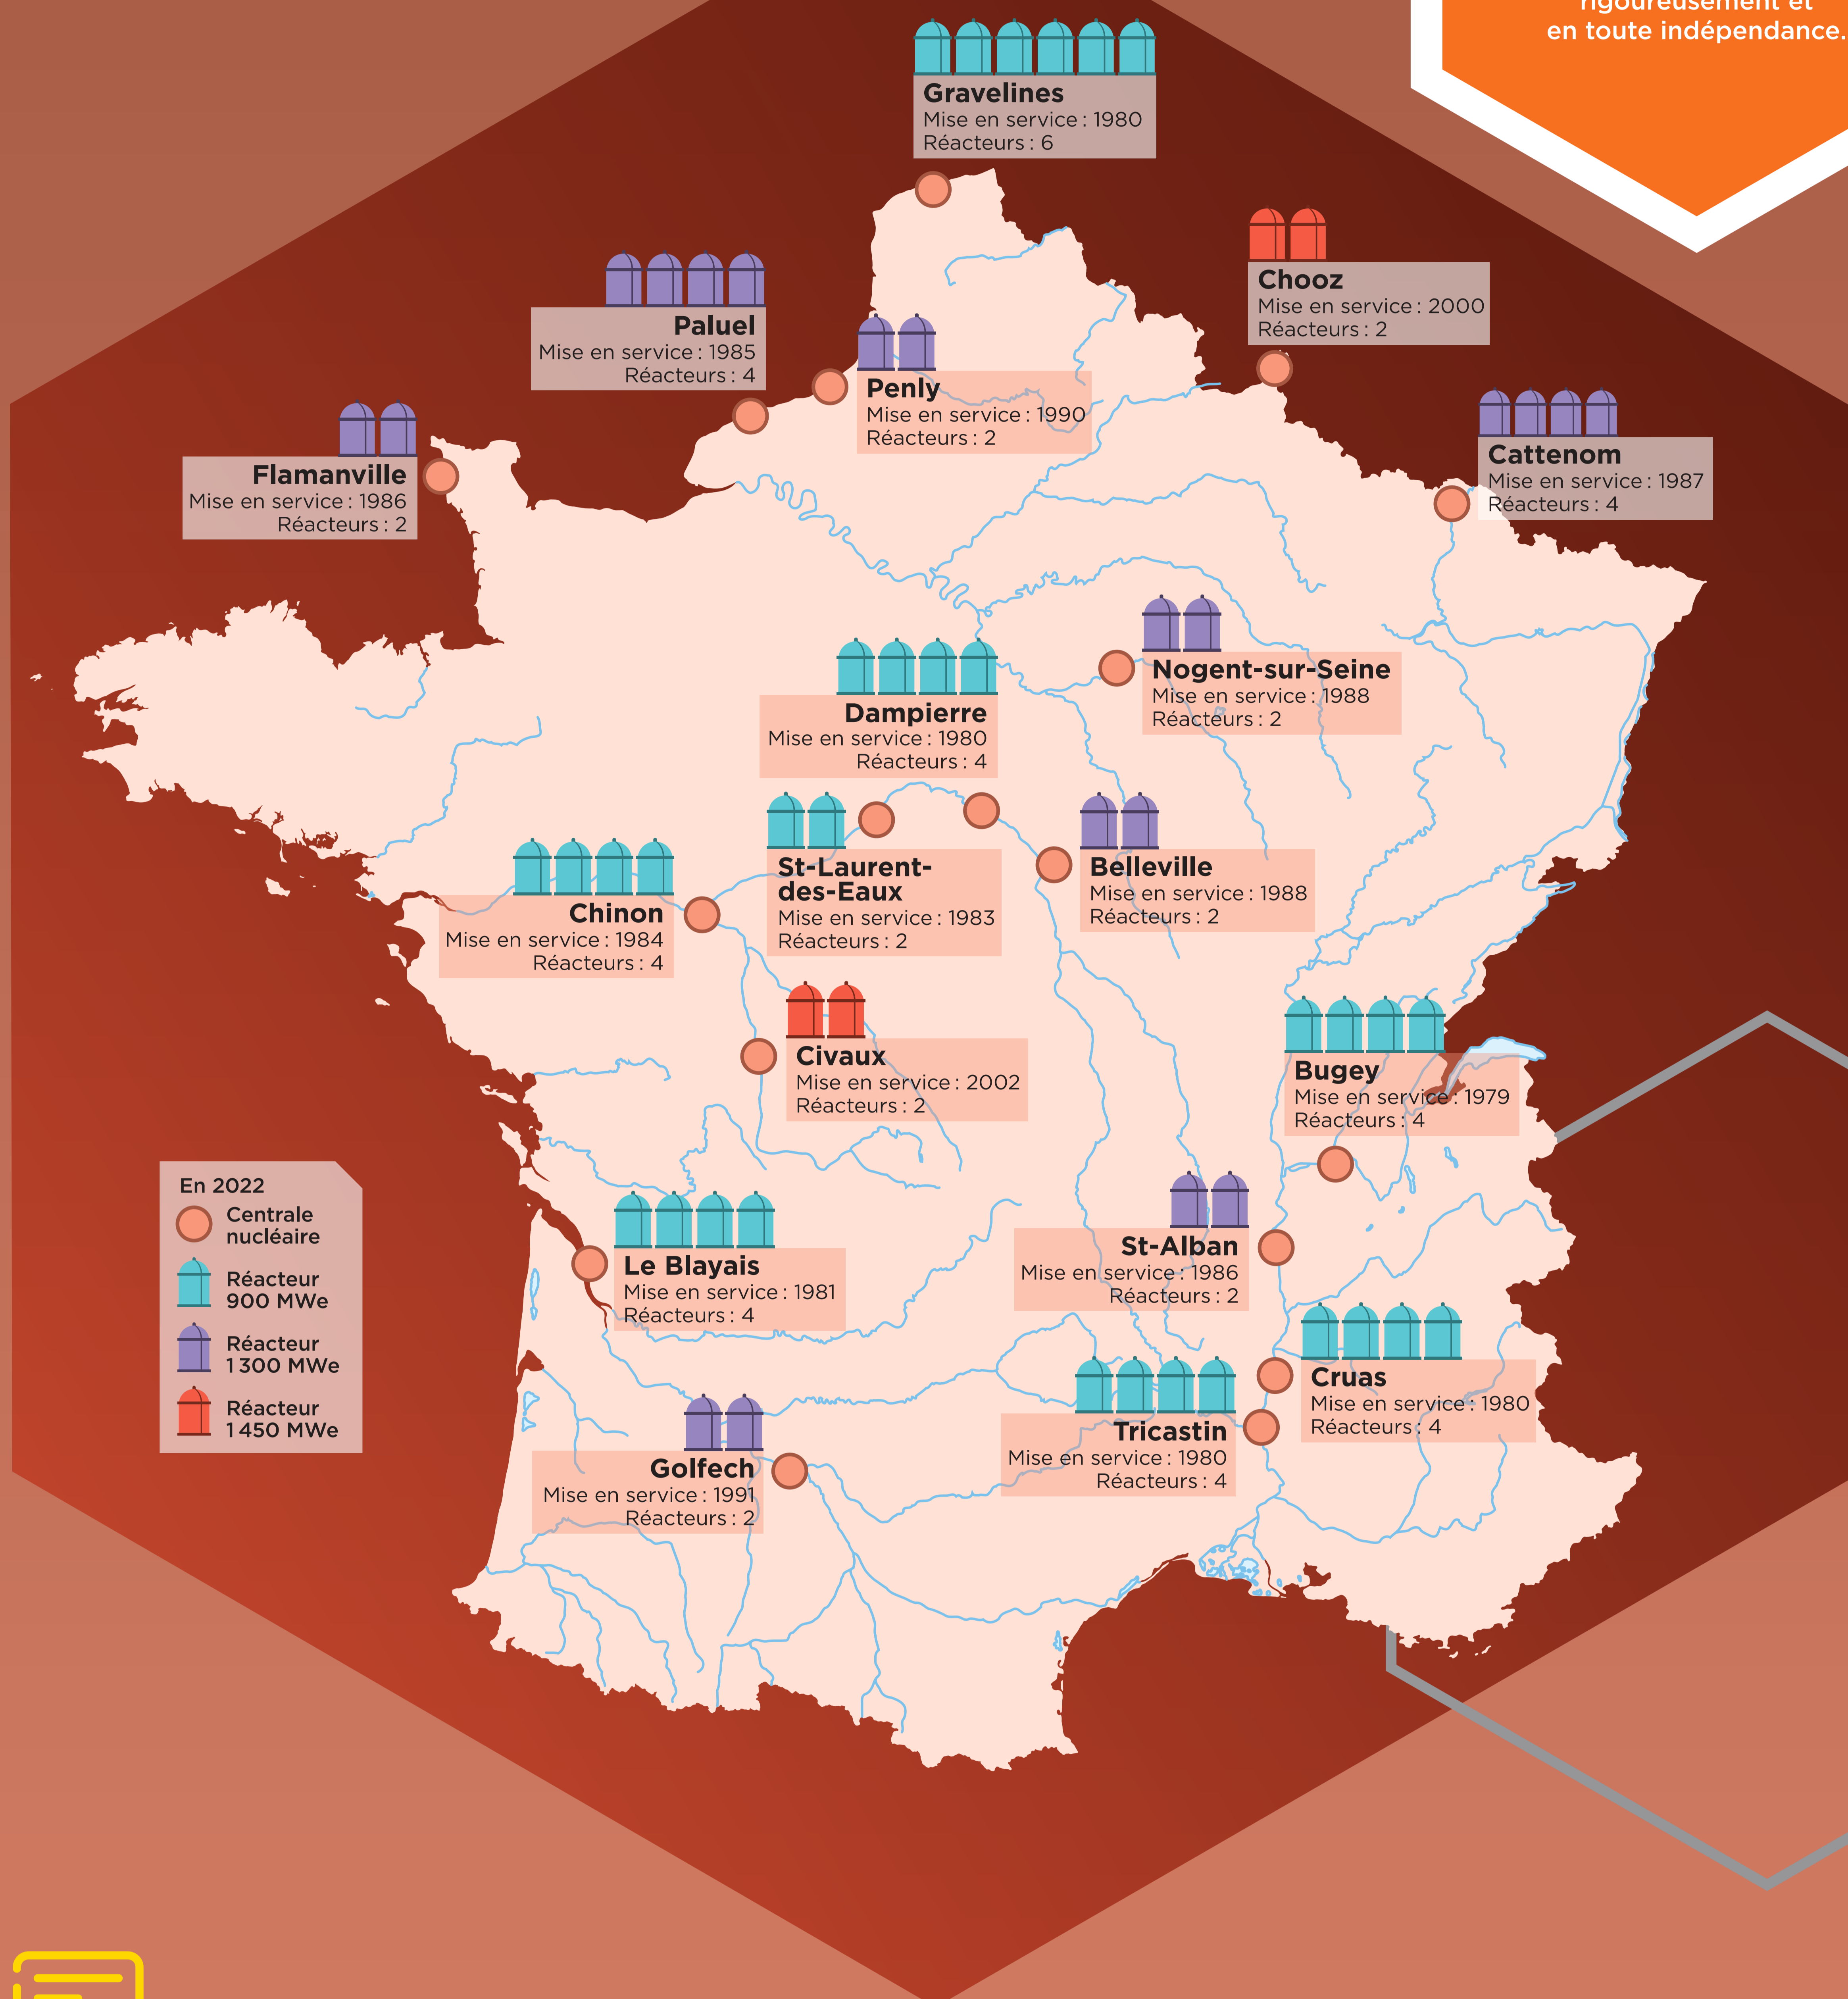 rigoureusement et
en toute indépendance.
Gravelines
Mise en service : 1980
Réacteurs : 6
Chooz
Mise en service : 2000
Réacteurs : 2
Paluel
Mise en service : 1985
Réacteurs : 4
Penly
Mise en service : 1990
Réacteurs : 2
Cattenom
Mise en service : 1987
Réacteurs : 4
Flamanville
Mise en service : 1986
Réacteurs : 2
Nogent-sur-Seine
Mise en service : 1988
Réacteurs : 2
Dampierre
Mise en service : 1980
Réacteurs : 4
St-Laurent-
des-Eaux
Mise en service : 1983
Réacteurs : 2
Belleville
Mise en service : 1988
Réacteurs : 2
Chinon
Mise en service : 1984
Réacteurs : 4
Civaux
Mise en service : 2002
Réacteurs : 2
Bugey
Mise en service : 1979
Réacteurs : 4
En 2022
Centrale
nucléaire
Réacteur
900 MWe
Réacteur
1 300 MWe
Réacteur
1 450 MWe
Le Blayais
Mise en service : 1981
Réacteurs : 4
St-Alban
Mise en service : 1986
Réacteurs : 2
Cruas
Mise en service : 1980
Réacteurs : 4
Tricastin
Mise en service : 1980
Réacteurs : 4
Golfech
Mise en service : 1991
Réacteurs : 2